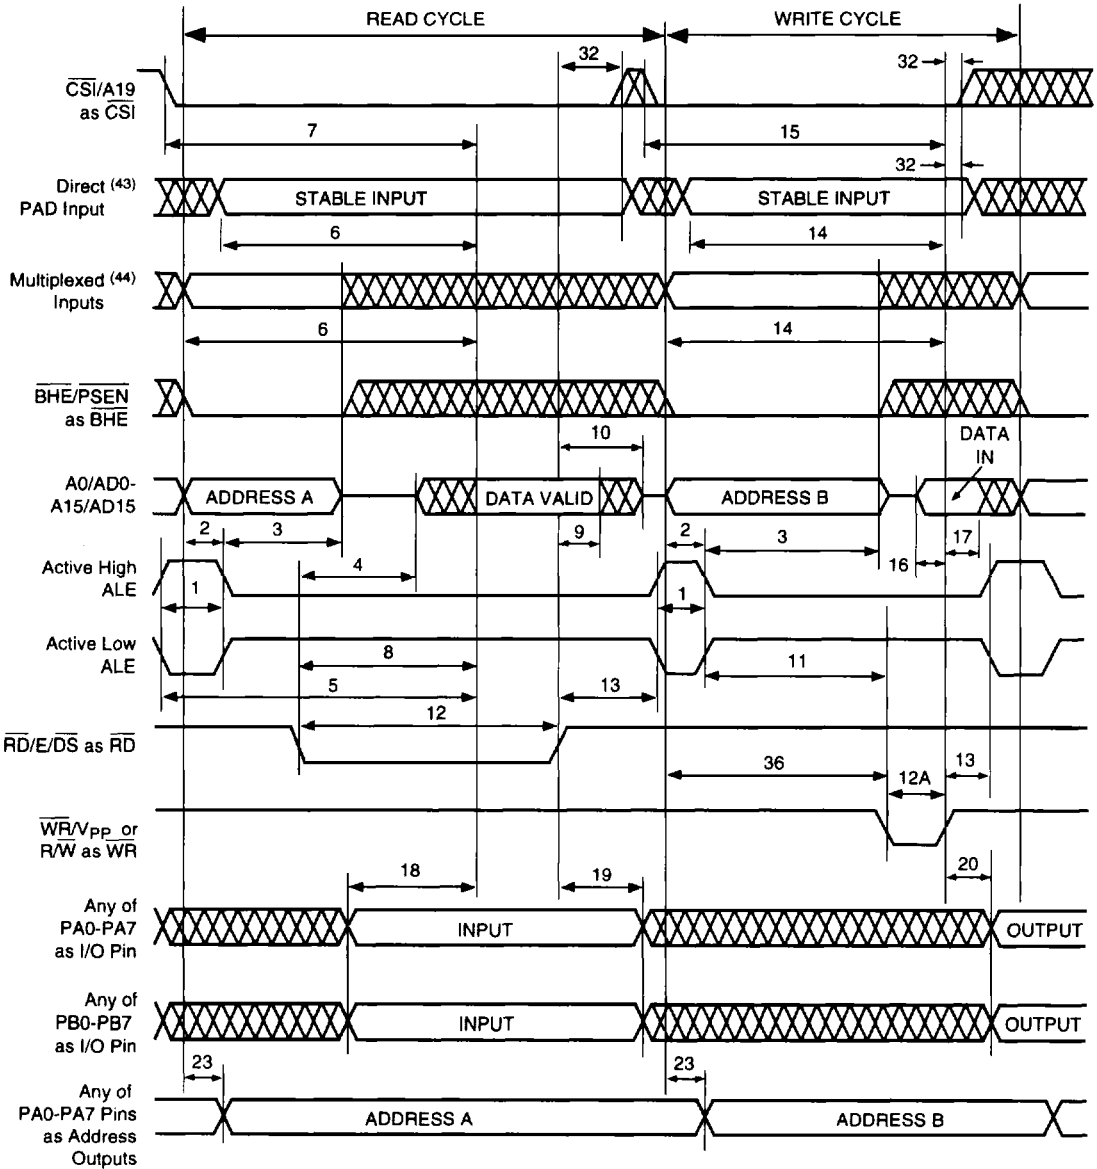 READ CYCLE
WRITE CYCLE
32
32
CSI/A19
as CSI
7
15
32
Direct (43)
PAD Input
STABLE INPUT
STABLE INPUT
6
14
Multiplexed (44)
Inputs
6
14
BHE/PSEN
as BHE
10
DATA
IN
A0/AD0-
A15/AD15
ADDRESS A
DATA VALID
ADDRESS B
2
3
9
2
3
17
4
16
Active High
ALE
1
1
Active Low
ALE
8
11
5
13
12
RD/E/DS as RD
36
12A
13
WR/VPP or
R/W as WR
18
19
20
Any of
PA0-PA7
as I/O Pin
INPUT
OUTPUT
Any of
PB0-PB7
as I/O Pin
INPUT
OUTPUT
23
23
Any of
PA0-PA7 Pins
as Address
Outputs
ADDRESS A
ADDRESS B